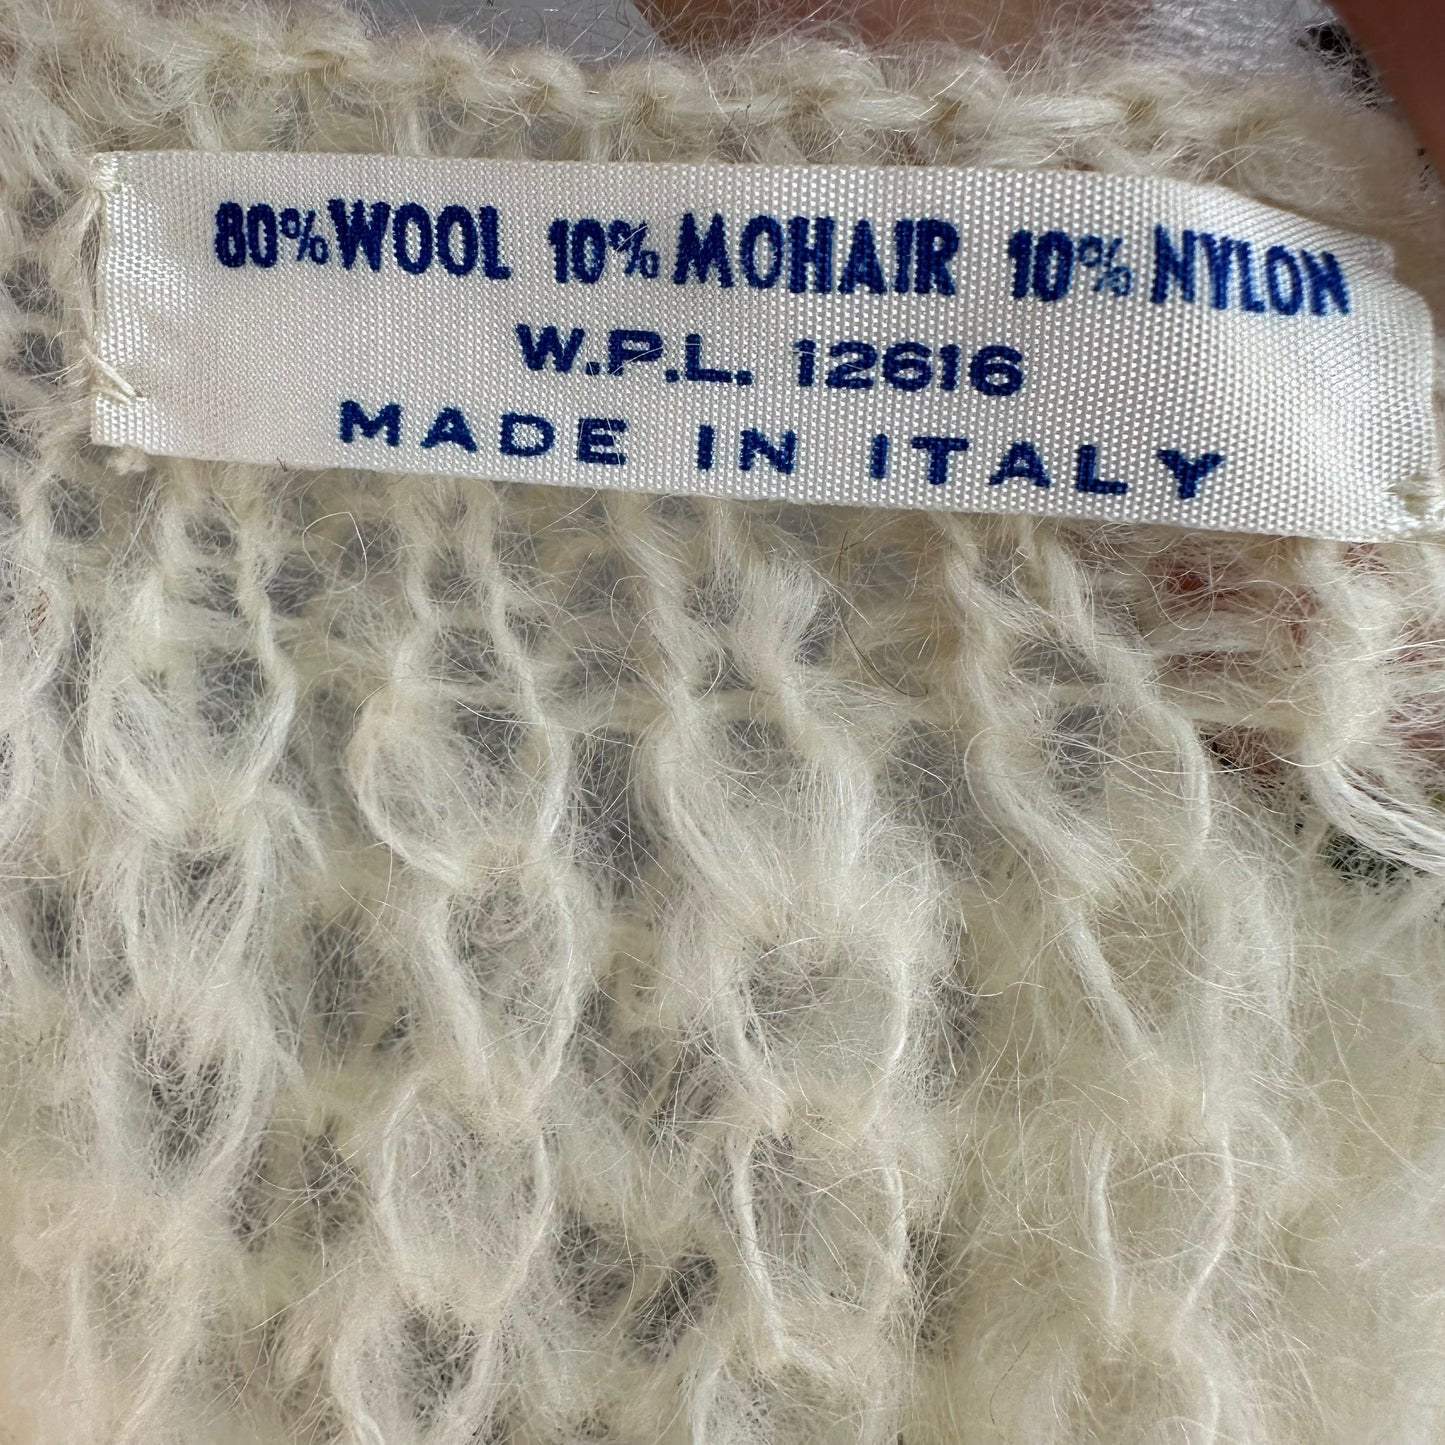 80% WOOL 10% MOHAIR 10% NYLON
W.P.L. 12616
MADE IN ITALY